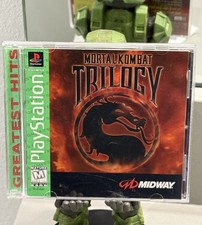 GREATEST HITS
PlayStation
MORTAL KOMBAT
TRILOGY
MIDWAY
M